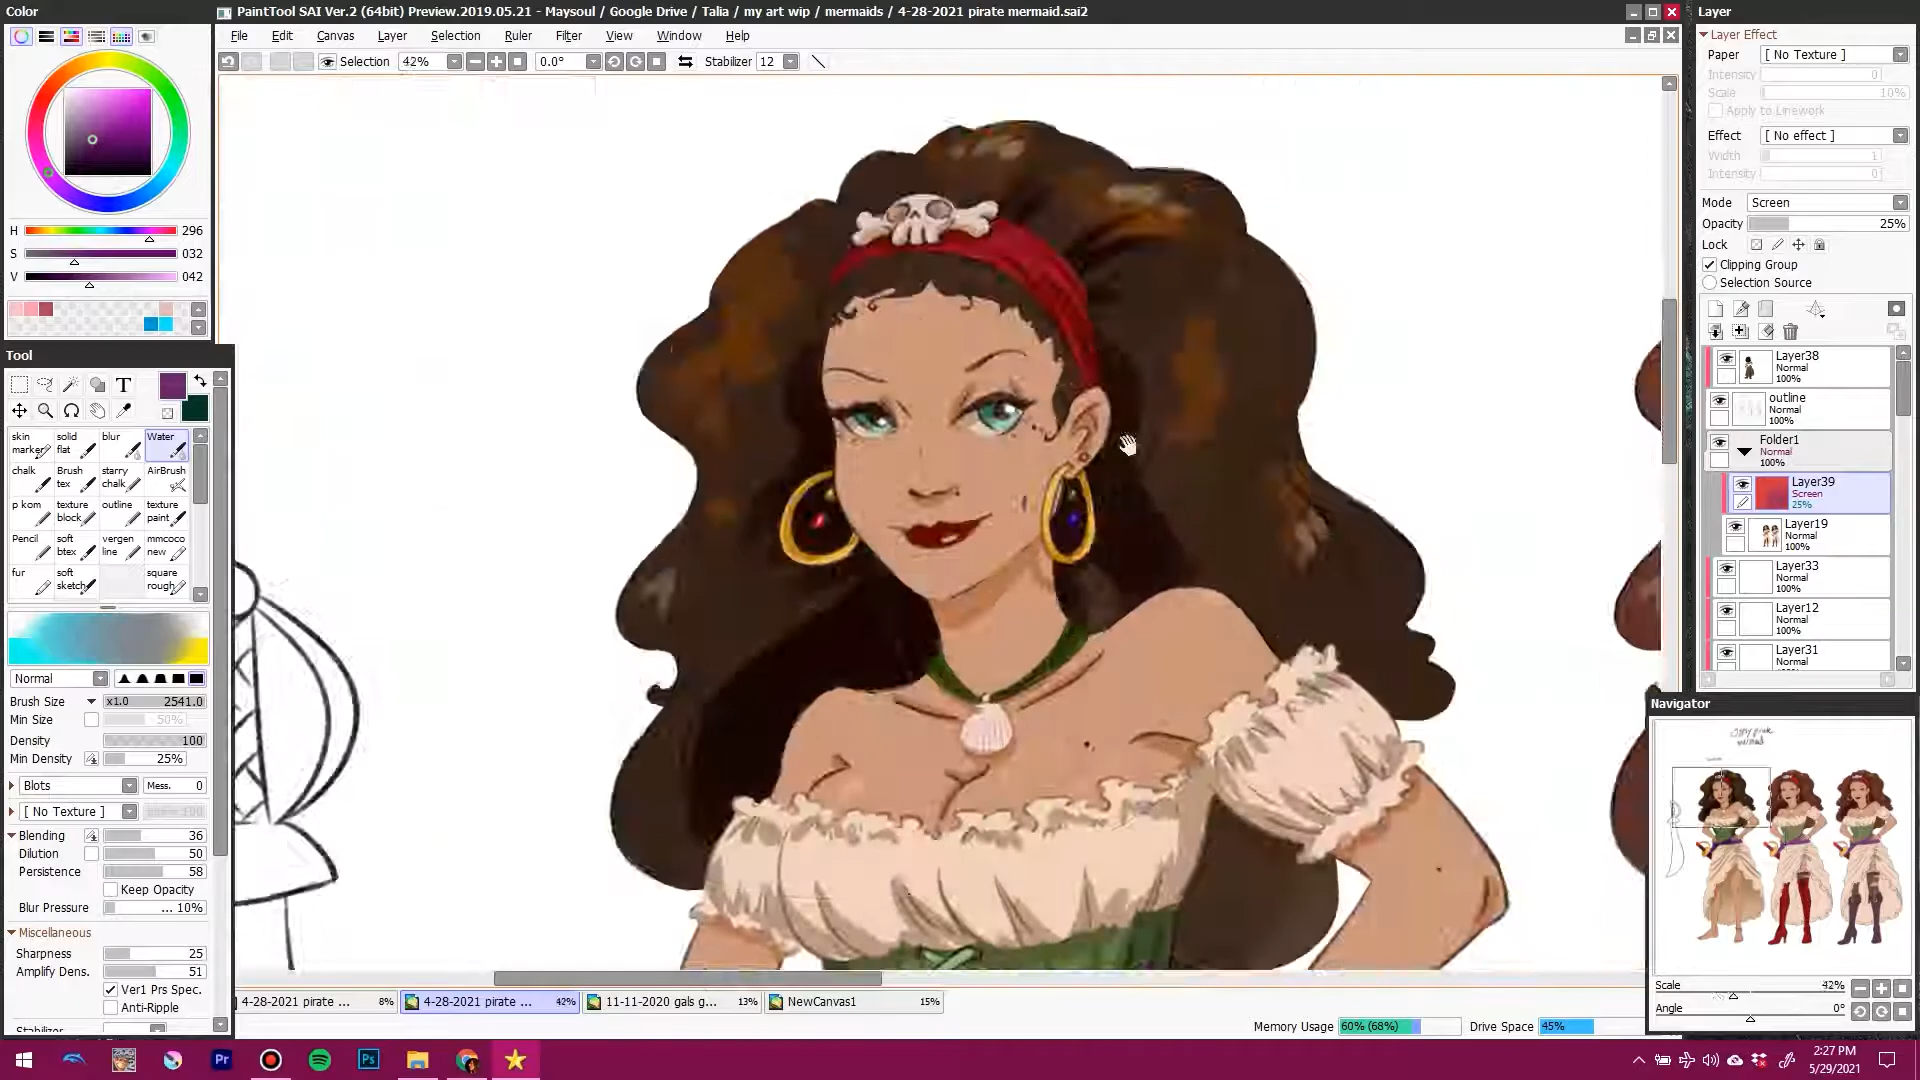 Color
PaintTool SAI Ver.2 (64bit) Preview.2019.05.21 - Maysoul / Google Drive / Talia / my art wip / mermaids / 4-28-2021 pirate mermaid.sai2
Layer
File Edit Canvas Layer Selection Ruler Filter View Window Help
Selection 42% 0.0° Stabilizer 12
H 296
S 032
V 042
Tool
T
skin marker
solid flat
blur
Water
chalk
Brush tex
starry chalk
AirBrush
p kom
texture block
outline
texture paint
Pencil
soft btex
vergen line
mmcoco new
fur
soft sketch
square rough
Normal
Brush Size x1.0 2541.0
Min Size 50%
Density 100
Min Density 25%
Blots Mess. 0
[ No Texture ] 100
Blending 36
Dilution 50
Persistence 58
Keep Opacity
Blur Pressure ... 10%
Miscellaneous
Sharpness 25
Amplify Dens. 51
Ver1 Prs Spec.
Anti-Ripple
Stabilizer
Layer Effect
Paper [ No Texture ]
Intensity 0
Scale 10%
Apply to Linework
Effect [ No effect ]
Width 1
Intensity 0
Mode Screen
Opacity 25%
Lock
Clipping Group
Selection Source
Layer38
Normal
100%
outline
Normal
100%
Folder1
Normal
100%
Layer39
Screen
25%
Layer19
Normal
100%
Layer33
Normal
100%
Layer12
Normal
100%
Layer31
Normal
Navigator
Scale 42%
Angle 0°
4-28-2021 pirate ... 8%
4-28-2021 pirate ... 42%
11-11-2020 gals g... 13%
NewCanvas1 15%
Memory Usage 60% (68%) Drive Space 45%
Pr
Ps
2:27 PM
5/29/2021